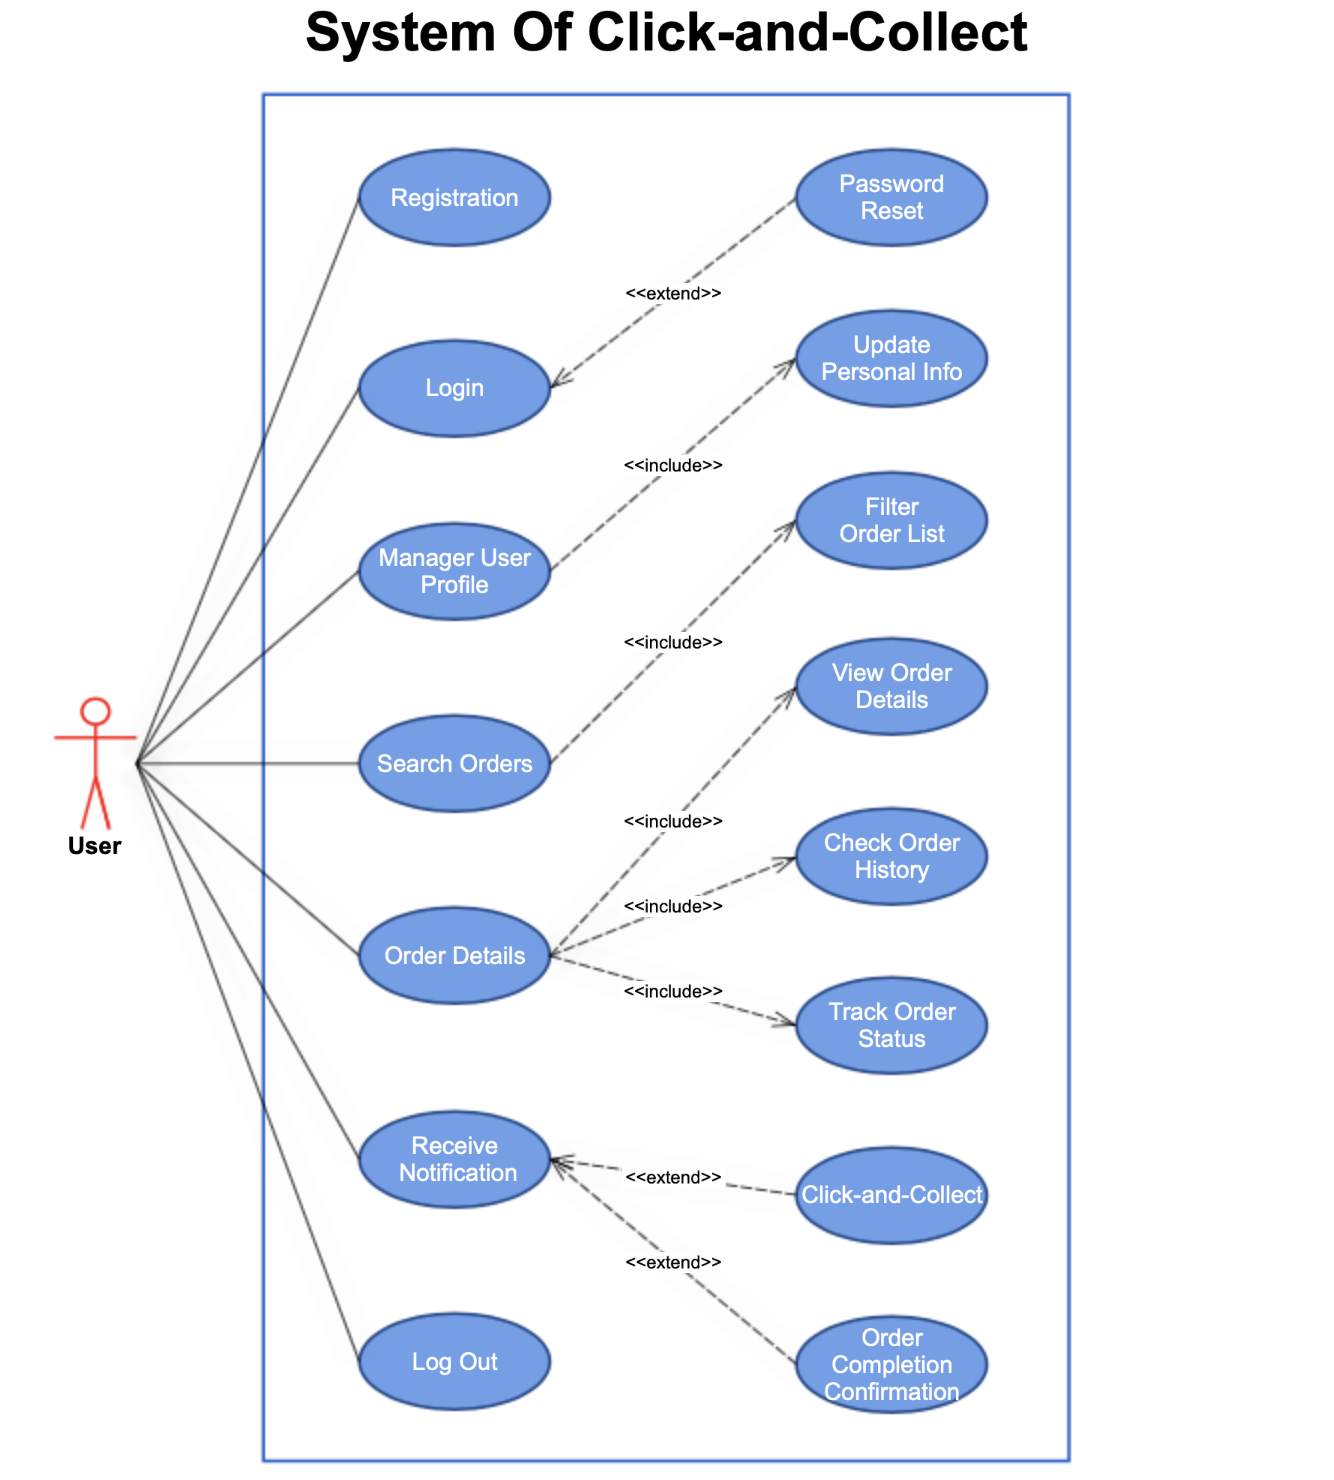 System Of Click-and-Collect
Registration
Password
Reset
<<extend>>
Login
Update
Personal Info
<<include>>
Manager User
Profile
Filter
Order List
<<include>>
Search Orders
View Order
Details
<<include>>
User
Check Order
History
<<include>>
Order Details
<<include>>
Track Order
Status
Receive
Notification
<<extend>>
Click-and-Collect
<<extend>>
Log Out
Order
Completion
Confirmation